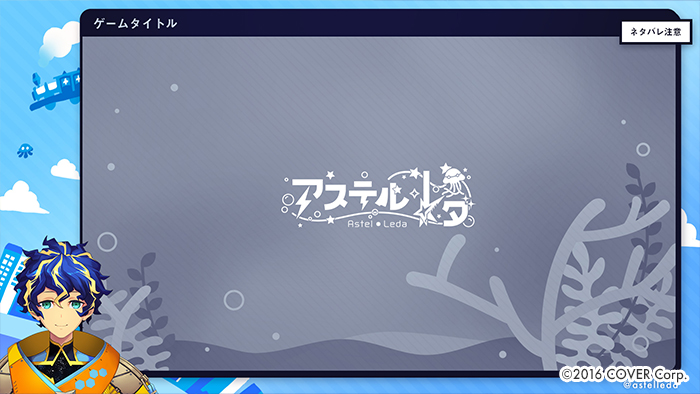 ゲームタイトル
ネタバレ注意
アステル・レダ
Astel ● Leda
©2016 COVER Corp.
@astelleda